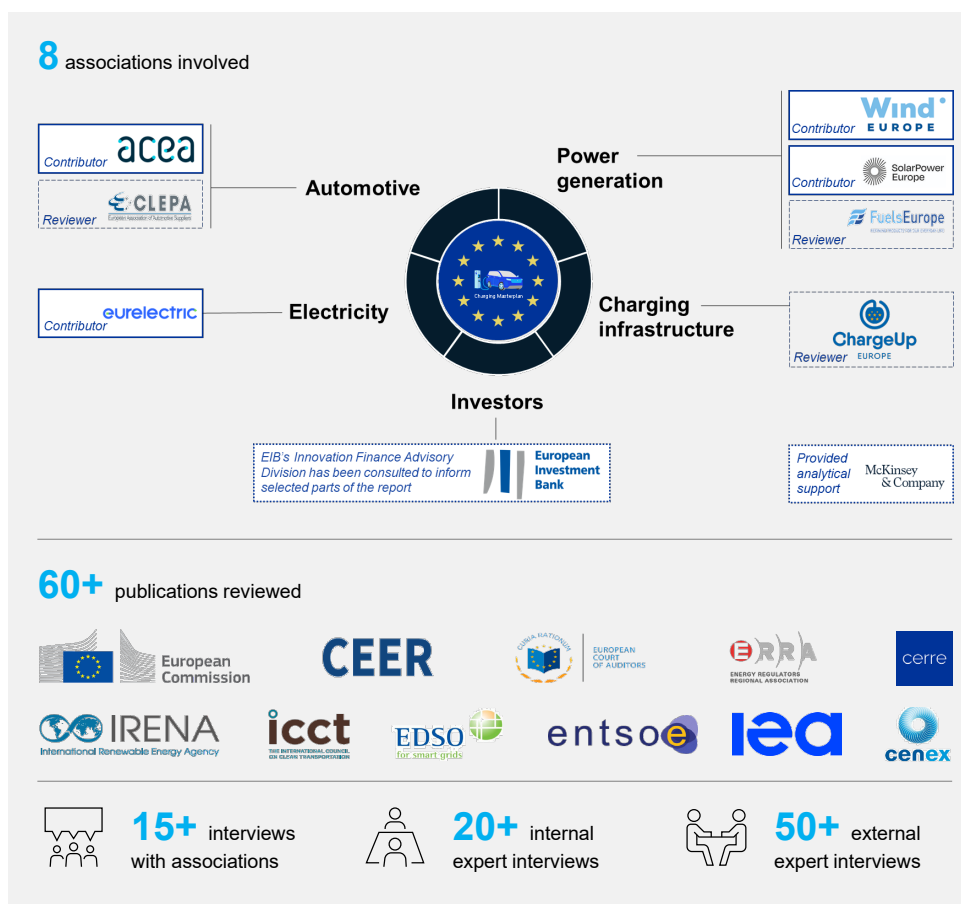 8 associations involved
Contributor acea
Reviewer CLEPA
European Association of Automotive Suppliers
Automotive
Power
generation
Contributor WInd EUROPE
Contributor SolarPower
Europe
Reviewer FuelsEurope
Contributor eurelectric
Electricity
Charging Masterplan
Charging
infrastructure
Reviewer ChargeUp
EUROPE
Investors
EIB's Innovation Finance Advisory
Division has been consulted to inform
selected parts of the report
European
Investment
Bank
Provided
analytical
support
McKinsey
& Company
60+ publications reviewed
European
Commission
CEER
CURIA RATIONUM
EUROPEAN
COURT
OF AUDITORS
ERRA
ENERGY REGULATORS
REGIONAL ASSOCIATION
cerre
IRENA
International Renewable Energy Agency
icct
THE INTERNATIONAL COUNCIL
ON CLEAN TRANSPORTATION
EDSO
for smart grids
entsoe
iea
cenex
15+ interviews
with associations
20+ internal
expert interviews
50+ external
expert interviews